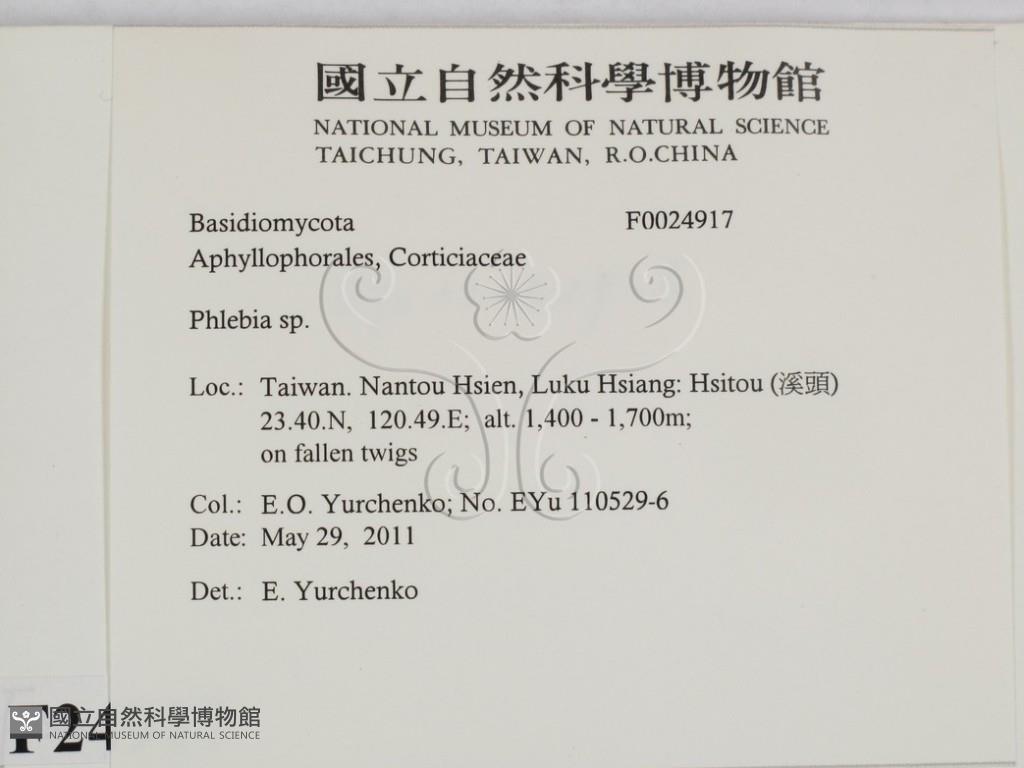 國立自然科學博物館
NATIONAL MUSEUM OF NATURAL SCIENCE
TAICHUNG, TAIWAN, R.O.CHINA
Basidiomycota F0024917
Aphyllophorales, Corticiaceae
Phlebia sp.
Loc.: Taiwan. Nantou Hsien, Luku Hsiang: Hsitou (溪頭)
23.40.N, 120.49.E; alt. 1,400 - 1,700m;
on fallen twigs
Col.: E.O. Yurchenko; No. EYu 110529-6
Date: May 29, 2011
Det.: E. Yurchenko
F24
國立自然科學博物館
NATIONAL MUSEUM OF NATURAL SCIENCE